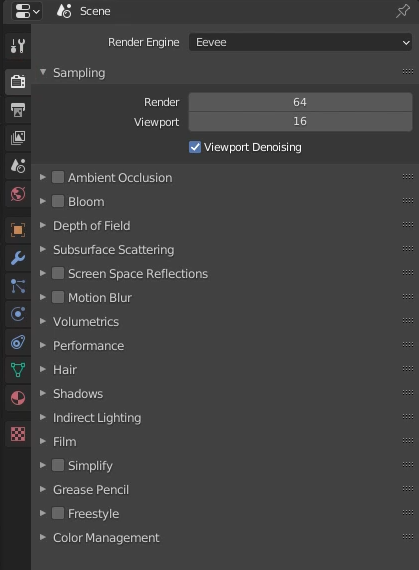 Scene
Render Engine Eevee
Sampling
Render 64
Viewport 16
Viewport Denoising
Ambient Occlusion
Bloom
Depth of Field
Subsurface Scattering
Screen Space Reflections
Motion Blur
Volumetrics
Performance
Hair
Shadows
Indirect Lighting
Film
Simplify
Grease Pencil
Freestyle
Color Management